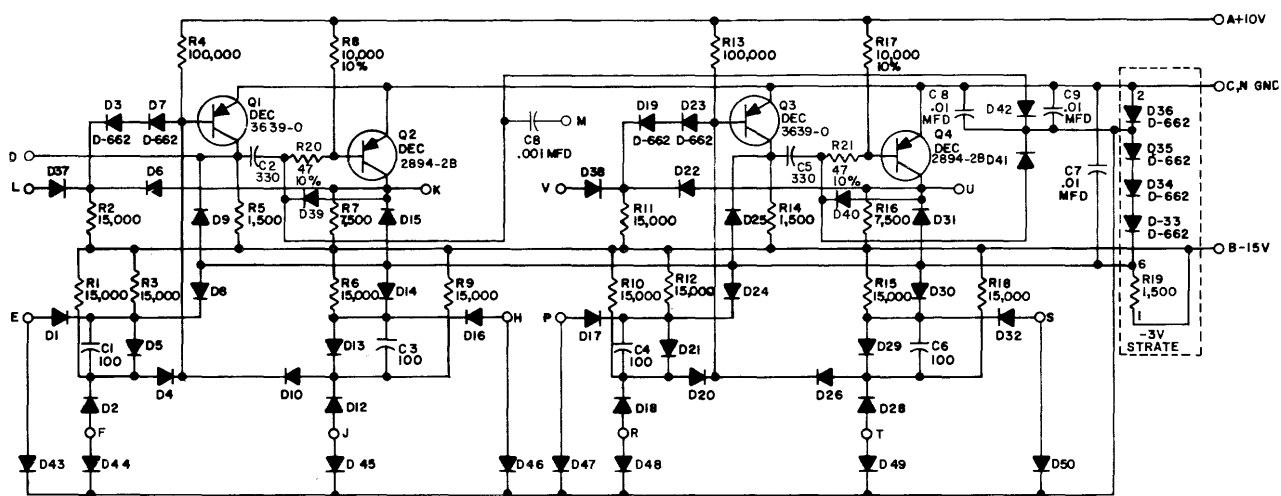 A+10V
R4
100,000
R8
10,000
10%
R13
100,000
R17
10,000
10%
C,N GND
D3
D-662
D7
D-662
Q1
DEC
3639-0
Q2
DEC
2894-2B
C8
.001 MFD
M
D19
D-662
D23
D-662
Q3
DEC
3639-0
Q4
DEC
2894-2B
C8
.01
MFD
D42
C9
.01
MFD
2
D36
D-662
D35
D-662
D34
D-662
D-33
D-662
D41
C7
.01
MFD
D
L
D37
D6
C2
330
R20
47
10%
D39
K
V
D38
D22
C5
330
R21
47
10%
D40
U
R2
15,000
D9
R5
1,500
R7
7,500
D15
R11
15,000
D25
R14
1,500
R16
7,500
D31
B-15V
R1
15,000
R3
15,000
D8
R6
15,000
D14
R9
15,000
R10
15,000
R12
15,000
D24
R15
15,000
D30
R18
15,000
6
R19
1,500
1
-3V
STRATE
E
D1
C1
100
D5
D4
D10
D13
C3
100
D16
H
P
D17
C4
100
D21
D20
D26
D29
C6
100
D32
S
D2
F
D12
J
D18
R
D28
T
D43
D44
D45
D46
D47
D48
D49
D50